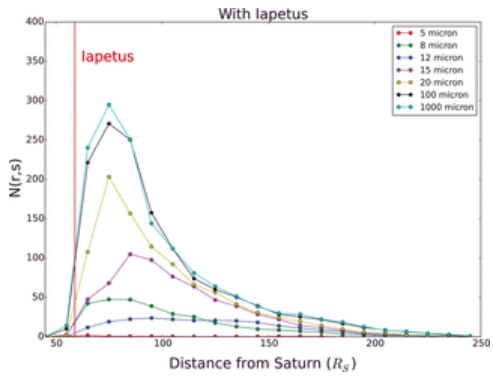 With Iapetus
400
350
300
250
200
150
100
50
0
N(r,s)
Iapetus
5 micron
8 micron
12 micron
15 micron
20 micron
100 micron
1000 micron
50
100
150
200
250
Distance from Saturn (R_S)